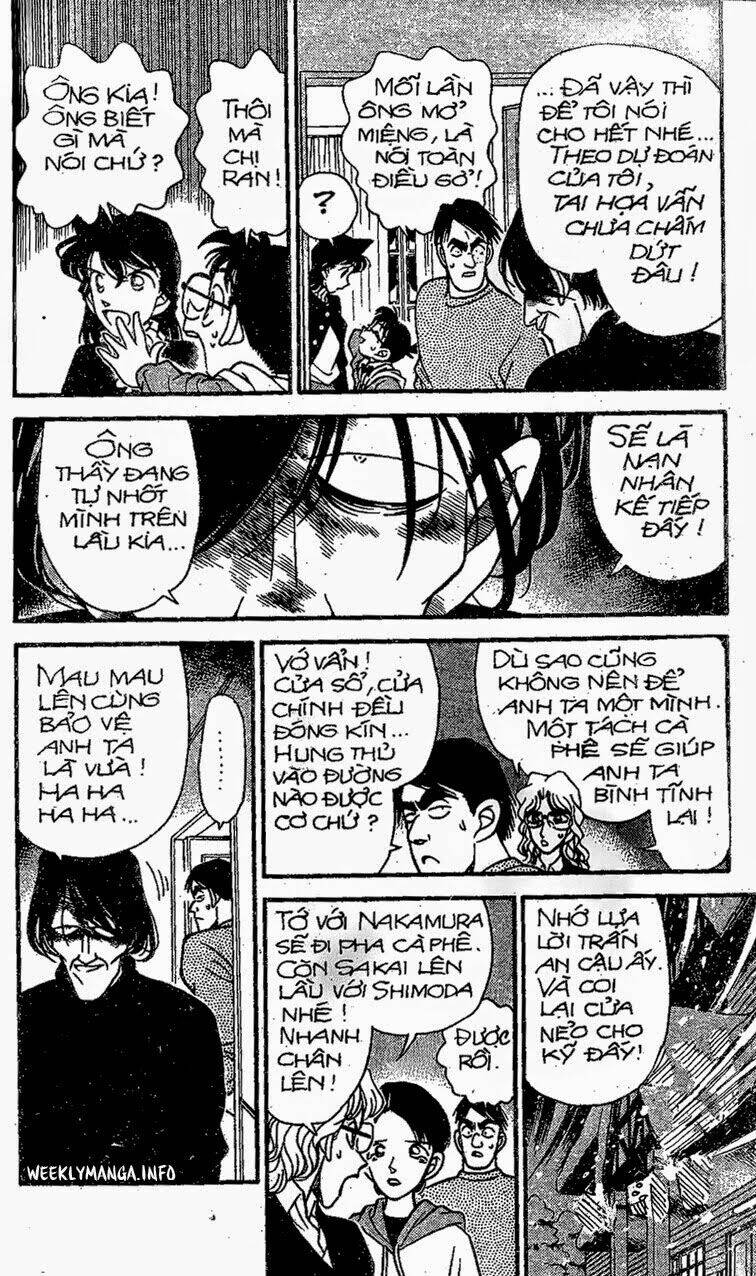 ÔNG KIA!
ÔNG BIẾT
GÌ MÀ
NÓI CHỨ?
THÔI
MÀ
CHỊ
RAN!
?
MỖI LẦN
ÔNG MỞ
MIỆNG, LÀ
NÓI TOÀN
ĐIỀU GỞ!
... ĐÃ VẬY THÌ
ĐỂ TÔI NÓI
CHO HẾT NHÉ...
THEO DỰ ĐOÁN
CỦA TÔI,
TAI HOẠ VẪN
CHƯA CHẤM
DỨT
ĐÂU!
ÔNG
THẦY ĐANG
TỰ NHỐT
MÌNH TRÊN
LẦU KIA...
SẼ LÀ
NẠN
NHÂN
KẾ TIẾP
ĐẤY!
MAU MAU
LÊN CÙNG
BẢO VỆ
ANH TA
LÀ VỪA!
HA HA
HA HA...
........
VỚ VẨN!
CỬA SỔ, CỬA
CHÍNH ĐỀU
ĐÓNG KÍN...
HUNG THỦ
VÀO ĐƯỜNG
NÀO ĐƯỢC
CƠ CHỨ?
DÙ SAO CŨNG
KHÔNG NÊN ĐỂ
ANH TA MỘT MÌNH.
MỘT TÁCH CÀ
PHÊ SẼ GIÚP
ANH TA
BÌNH TĨNH
LẠI!
TỚ VỚI NAKAMURA
SẼ ĐI PHA CÀ PHÊ.
CÒN SAKAI LÊN
LẦU VỚI SHIMODA
NHÉ!
NHANH
CHÂN
LÊN!
ĐƯỢC
RỒI.
NHỚ LỰA
LỜI TRẤN
AN CẬU ẤY.
VÀ COI
LẠI CỬA
NẺO CHO
KỸ ĐẤY!
WEEKLYMANGA.INFO